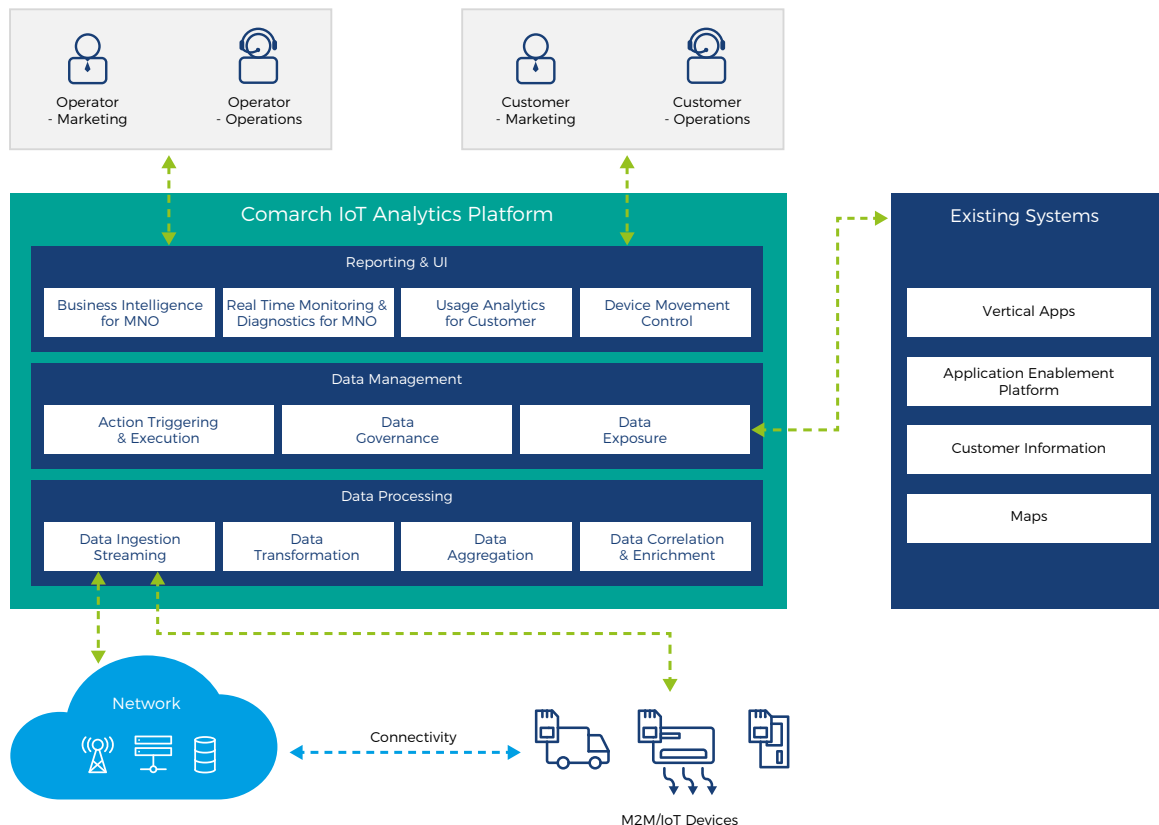 Operator
- Marketing
Operator
- Operations
Customer
- Marketing
Customer
- Operations
Comarch IoT Analytics Platform
Reporting & UI
Business Intelligence
for MNO
Real Time Monitoring &
Diagnostics for MNO
Usage Analytics
for Customer
Device Movement
Control
Data Management
Action Triggering
& Execution
Data
Governance
Data
Exposure
Data Processing
Data Ingestion
Streaming
Data
Transformation
Data
Aggregation
Data Correlation
& Enrichment
Existing Systems
Vertical Apps
Application Enablement
Platform
Customer Information
Maps
Network
Connectivity
M2M/IoT Devices